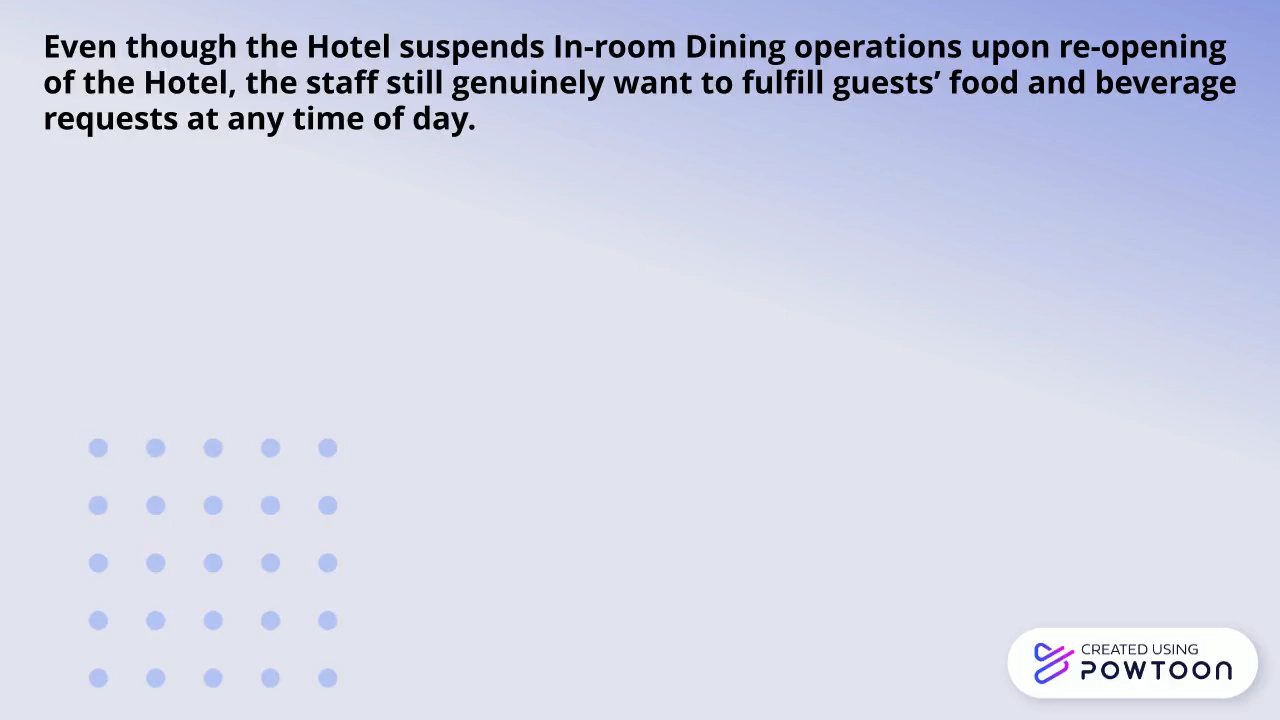 Even though the Hotel suspends In-room Dining operations upon re-opening
of the Hotel, the staff still genuinely want to fulfill guests’ food and beverage
requests at any time of day.
CREATED USING
POWTOON